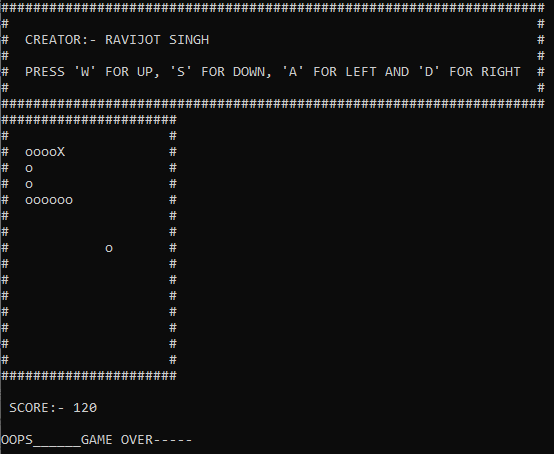 ####################################################################
#                                                                  #
#  CREATOR:- RAVIJOT SINGH                                         #
#                                                                  #
#  PRESS 'W' FOR UP, 'S' FOR DOWN, 'A' FOR LEFT AND 'D' FOR RIGHT  #
#                                                                  #
####################################################################
######################
#                    #
#  ooooX             #
#  o                 #
#  o                 #
#  oooooo            #
#                    #
#                    #
#            o       #
#                    #
#                    #
#                    #
#                    #
#                    #
#                    #
#                    #
######################
SCORE:- 120
OOPS______GAME OVER-----